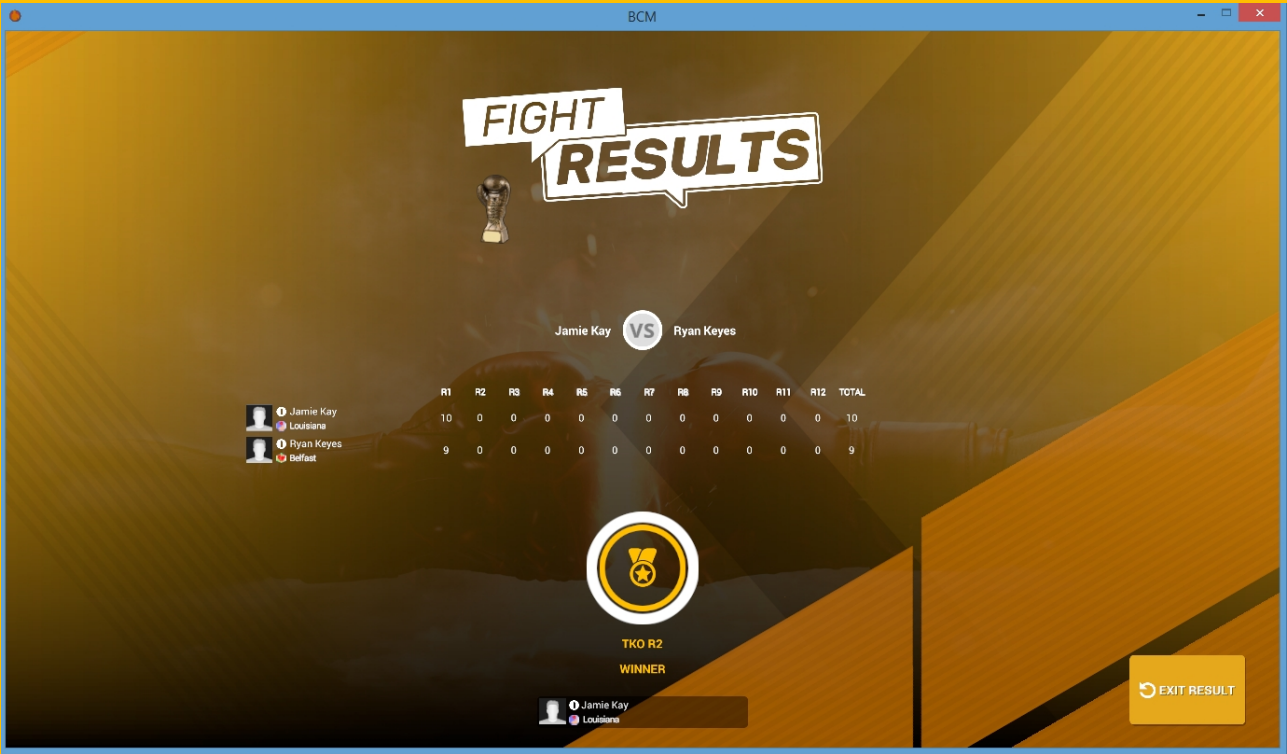 BCM
FIGHT
RESULTS
Jamie Kay VS Ryan Keyes
R1 R2 R3 R4 R5 R6 R7 R8 R9 R10 R11 R12 TOTAL
Jamie Kay
Louisiana
10 0 0 0 0 0 0 0 0 0 0 0 10
Ryan Keyes
Belfast
9 0 0 0 0 0 0 0 0 0 0 0 9
TKO R2
WINNER
Jamie Kay
Louisiana
EXIT RESULT